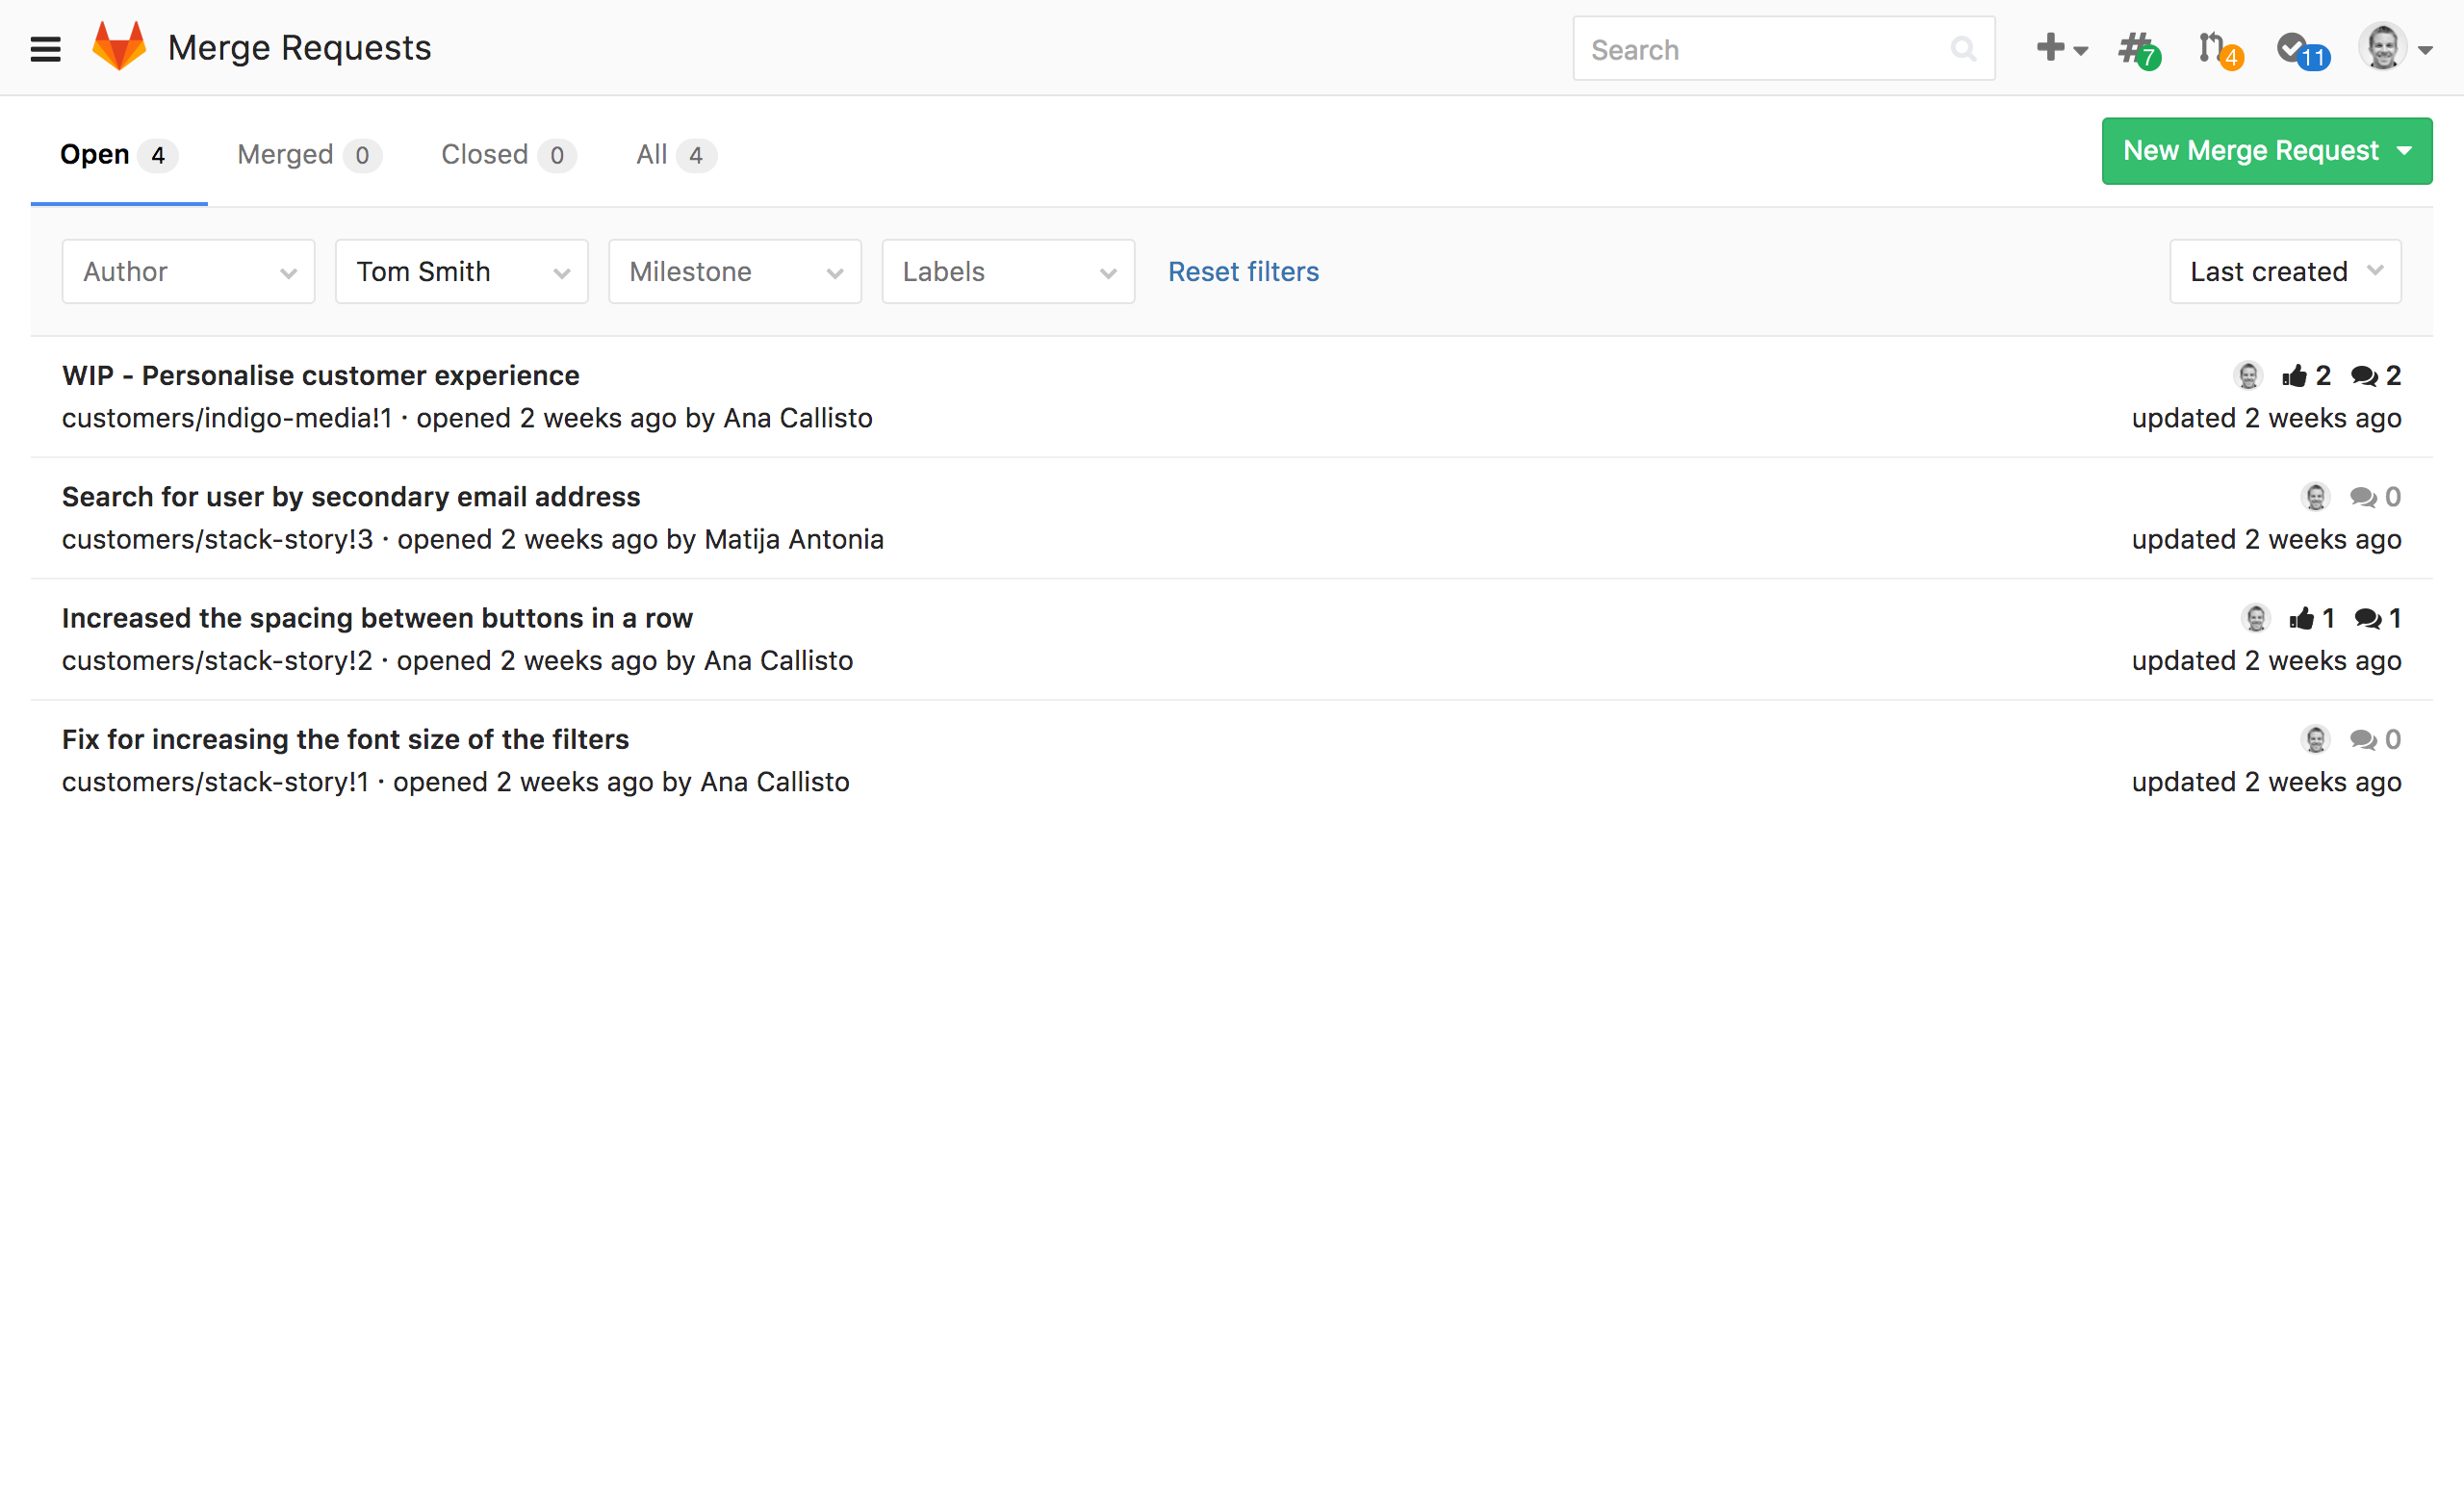 Merge Requests
Search
7
4
11
Open 4
Merged 0
Closed 0
All 4
New Merge Request
Author
Tom Smith
Milestone
Labels
Reset filters
Last created
WIP - Personalise customer experience
2
2
customers/indigo-media!1 · opened 2 weeks ago by Ana Callisto
updated 2 weeks ago
Search for user by secondary email address
0
customers/stack-story!3 · opened 2 weeks ago by Matija Antonia
updated 2 weeks ago
Increased the spacing between buttons in a row
1
1
customers/stack-story!2 · opened 2 weeks ago by Ana Callisto
updated 2 weeks ago
Fix for increasing the font size of the filters
0
customers/stack-story!1 · opened 2 weeks ago by Ana Callisto
updated 2 weeks ago